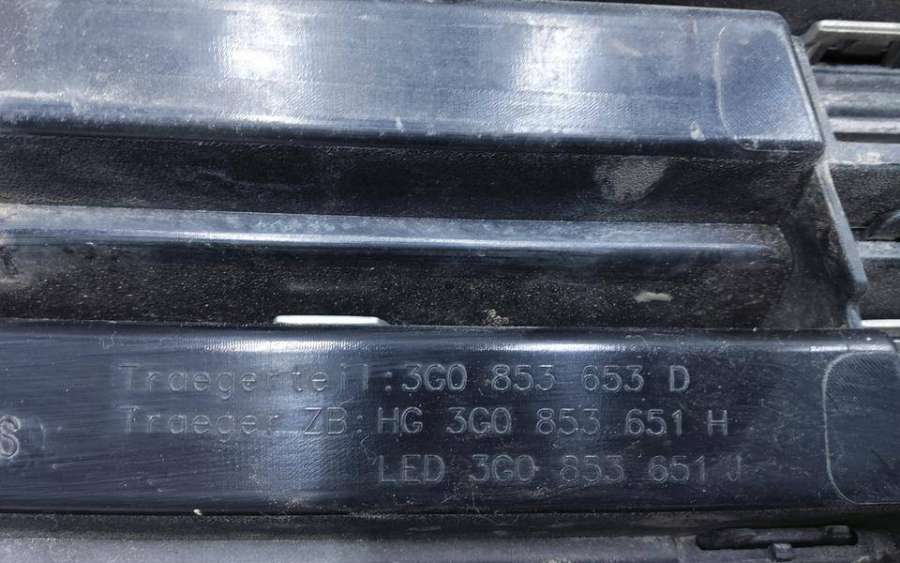 Traegerteil:3G0 853 653 D
Traeger ZB:HG 3G0 853 651 H
LED 3G0 853 651 J
S